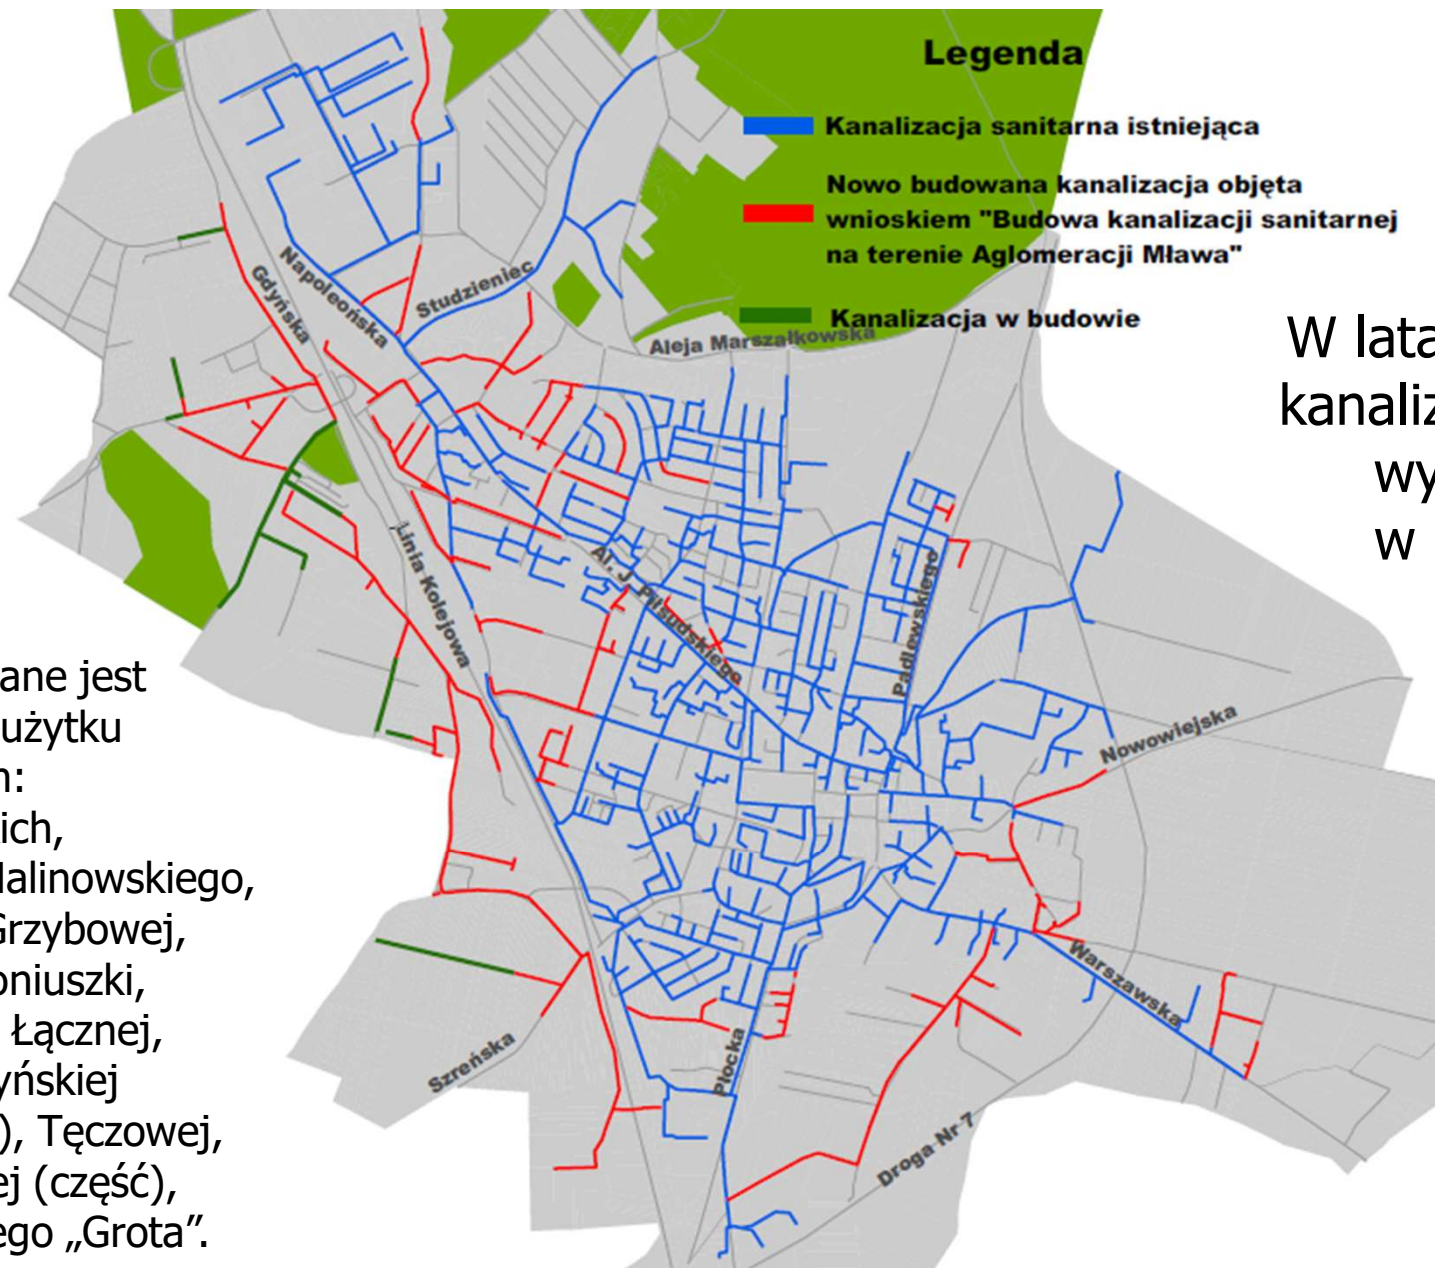 Legenda
Kanalizacja sanitarna istniejąca
Nowo budowana kanalizacja objęta
wnioskiem "Budowa kanalizacji sanitarnej
na terenie Aglomeracji Mława"
Kanalizacja w budowie
W lata
kanaliz
wy
w
Napoleońska
Gdyńska
Studzieniec
Aleja Marszałkowska
Linia Kolejowa
Al. J. Piłsudskiego
Padlewskiego
Nowowiejska
Warszawska
Szreńska
Płocka
Droga Nr 7
ane jest
użytku
n:
kich,
Malinowskiego,
Grzybowej,
oniuszki,
Łącznej,
yńskiej
), Tęczowej,
ej (część),
ego „Grota”.